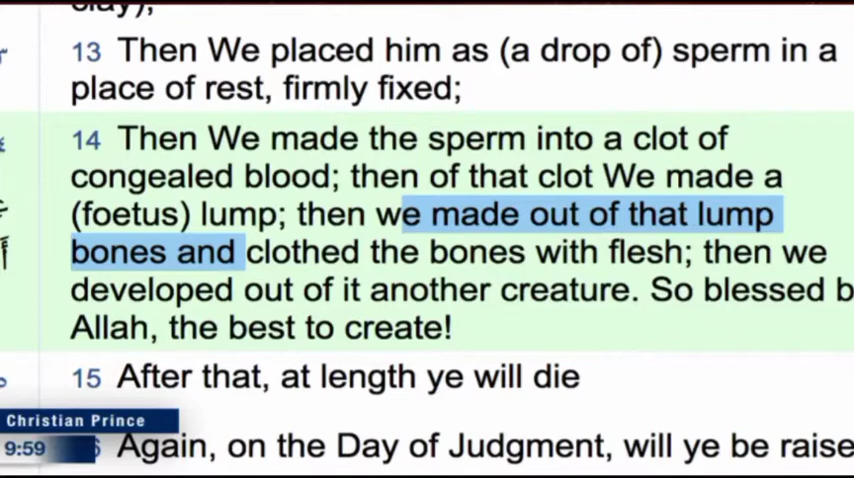 13 Then We placed him as (a drop of) sperm in a
place of rest, firmly fixed;
14 Then We made the sperm into a clot of
congealed blood; then of that clot We made a
(foetus) lump; then we made out of that lump
bones and clothed the bones with flesh; then we
developed out of it another creature. So blessed b
Allah, the best to create!
15 After that, at length ye will die
Again, on the Day of Judgment, will ye be raise
Christian Prince
9:59